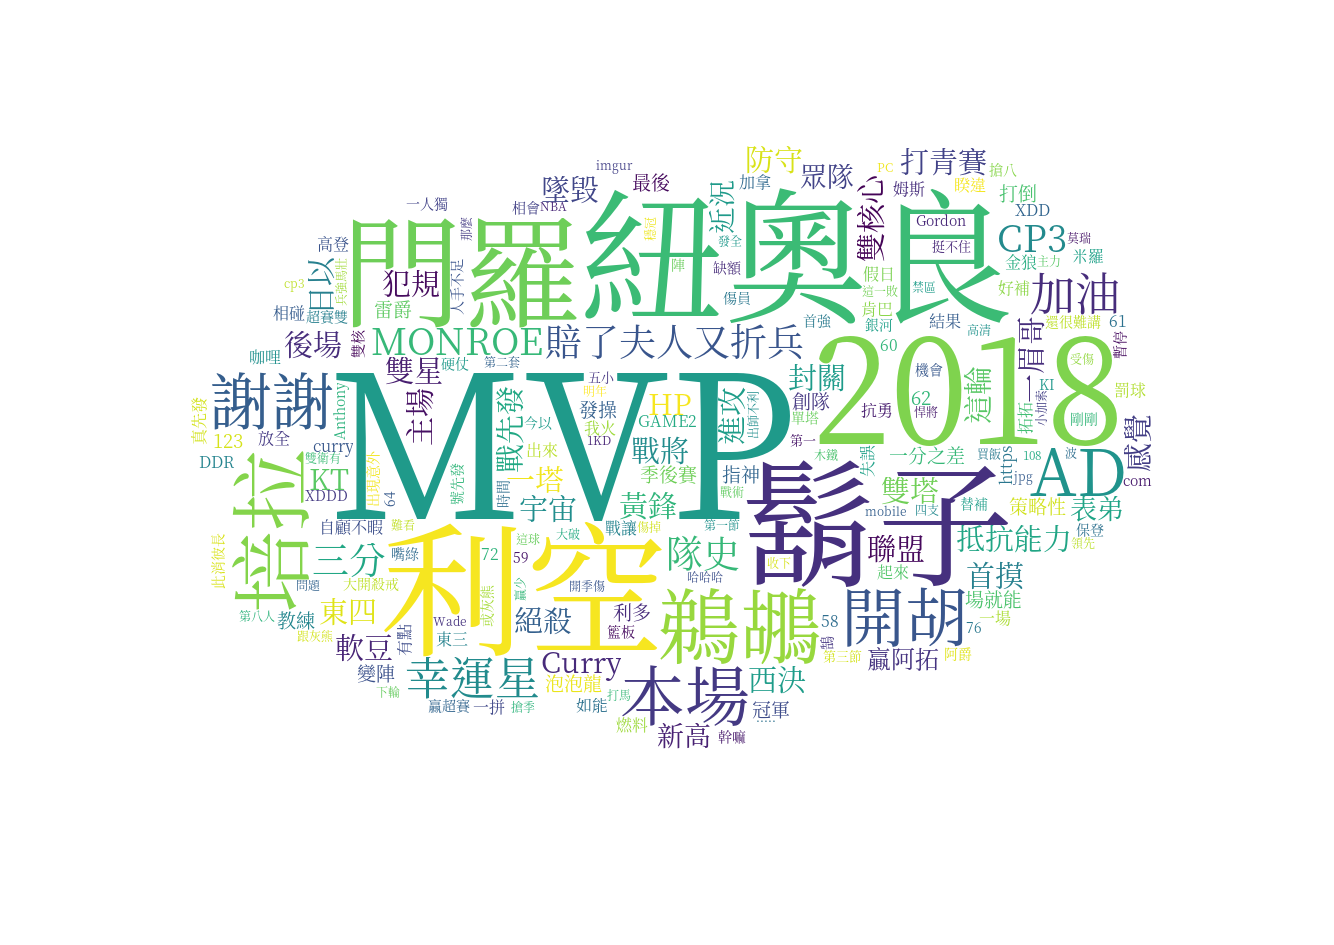 imgur
防守
打青賽
PC
搶八
墜毀
最後
加拿
眾隊
姆斯
暌違
打倒
一人獨
相會NBA
近況
雙核心
Gordon
XDD
那麼
紐奧良
門羅
高登
穩冠
發全
挺不住
CP3
莫瑞
日以
兵強馬壯
犯規
人手不足
陣
缺額
假日
禁區
金狼
主力
米羅
cp3
傷員
這一敗
好補
加油
相碰
超賽雙
雷爵
首強
肯巴
銀河
結果
高清
還很難講
61
後場
雙核
MONROE
賠了夫人又折兵
60
2018
一眉哥
暫停
咖哩
雙星
硬仗
第二套
五小
封關
機會
這輪
受傷
謝謝
MVP
明年
KI
罰球
真先發
Anthony
主場
戰先發
今以
發操
HP
進攻
出師不利
創隊
抗勇
62
悍將
拓拓
小加索
剛剛
123
放全
curry
我火
GAME2
單塔
1KD
第一
感覺
DDR
雙衛有
KT
出現意外
號先發
出來
戰將
一分之差
失誤
木鐵
買飯
108
波
https
培拉
XDDD
64
時間
一塔
季後賽
指神
鬍子
雙塔
AD
jpg
com
自顧不暇
難看
宇宙
黃鋒
戰術
mobile
四支
替補
策略性
表弟
保登
戰讓
傷掉
第一節
大破
這球
此消彼長
三分
嘴綠
72
59
利空
隊史
聯盟
抵抗能力
領先
問題
大開殺戒
哈哈哈
收下
起來
首摸
開季傷
贏少
或灰熊
東四
第八人
教練
鵜鶘
開胡
場就能
跟灰熊
有點
Wade
東三
絕殺
利多
籃板
58
鵠
76
一場
軟豆
Curry
第三節
贏阿拓
阿爵
變陣
幸運星
泡泡龍
打馬
本場
西決
下輪
贏超賽
一拼
搶季
如能
燃料
冠軍
.....
新高
幹嘛